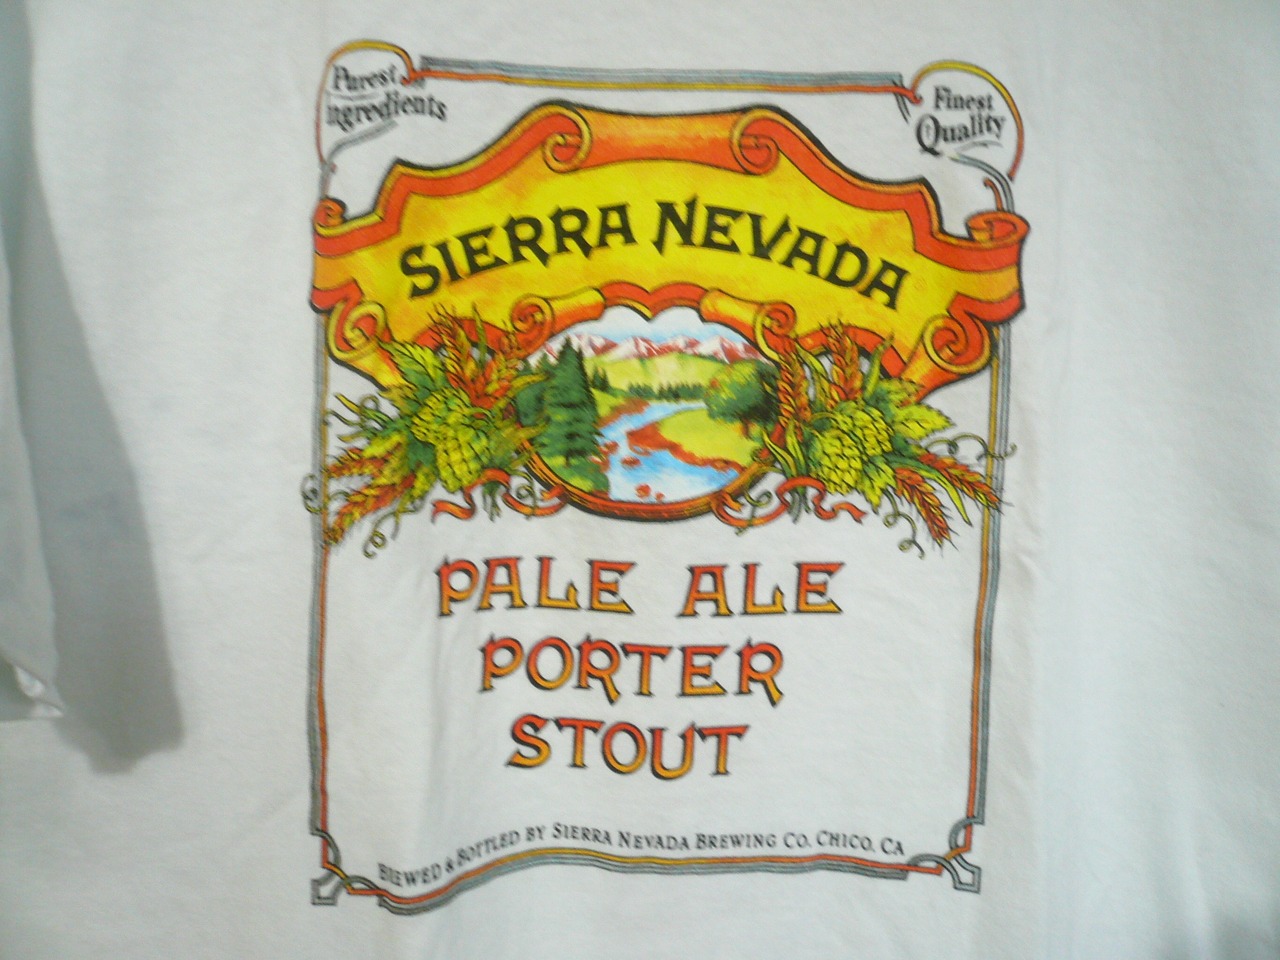 Purest
Ingredients
Finest
Quality
SIERRA NEVADA
PALE ALE
PORTER
STOUT
BREWED & BOTTLED BY SIERRA NEVADA BREWING CO. CHICO, CA